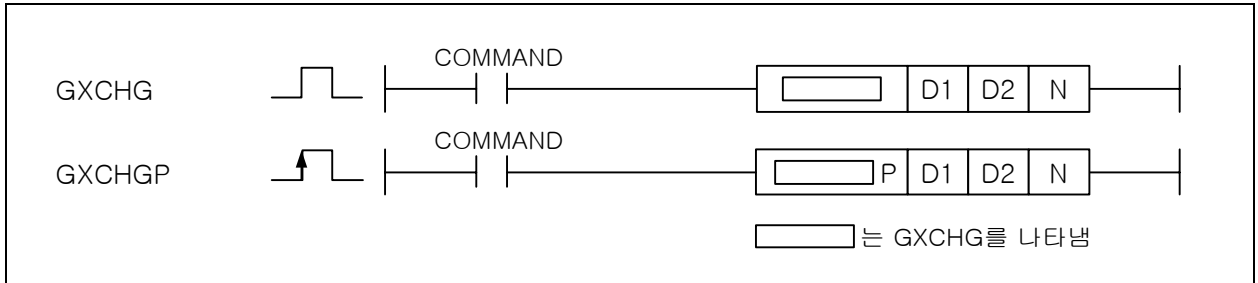 COMMAND
GXCHG D1 D2 N
COMMAND
GXCHGP P D1 D2 N
는 GXCHG를 나타냄